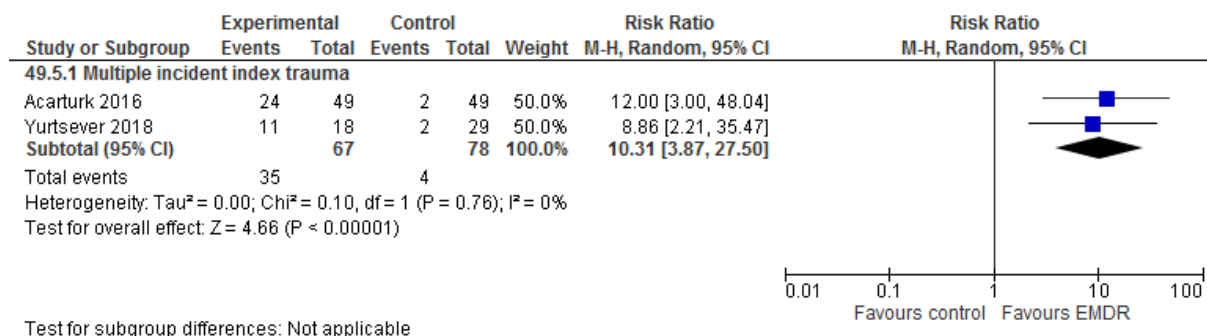 Experimental Control Risk Ratio Risk Ratio
Study or Subgroup Events Total Events Total Weight M-H, Random, 95% CI M-H, Random, 95% CI
49.5.1 Multiple incident index trauma
Acarturk 2016 24 49 2 49 50.0% 12.00 [3.00, 48.04]
Yurtsever 2018 11 18 2 29 50.0% 8.86 [2.21, 35.47]
Subtotal (95% CI) 67 78 100.0% 10.31 [3.87, 27.50]
Total events 35 4
Heterogeneity: Tau² = 0.00; Chi² = 0.10, df = 1 (P = 0.76); I² = 0%
Test for overall effect: Z = 4.66 (P < 0.00001)
0.01 0.1 1 10 100
Favours control Favours EMDR
Test for subgroup differences: Not applicable